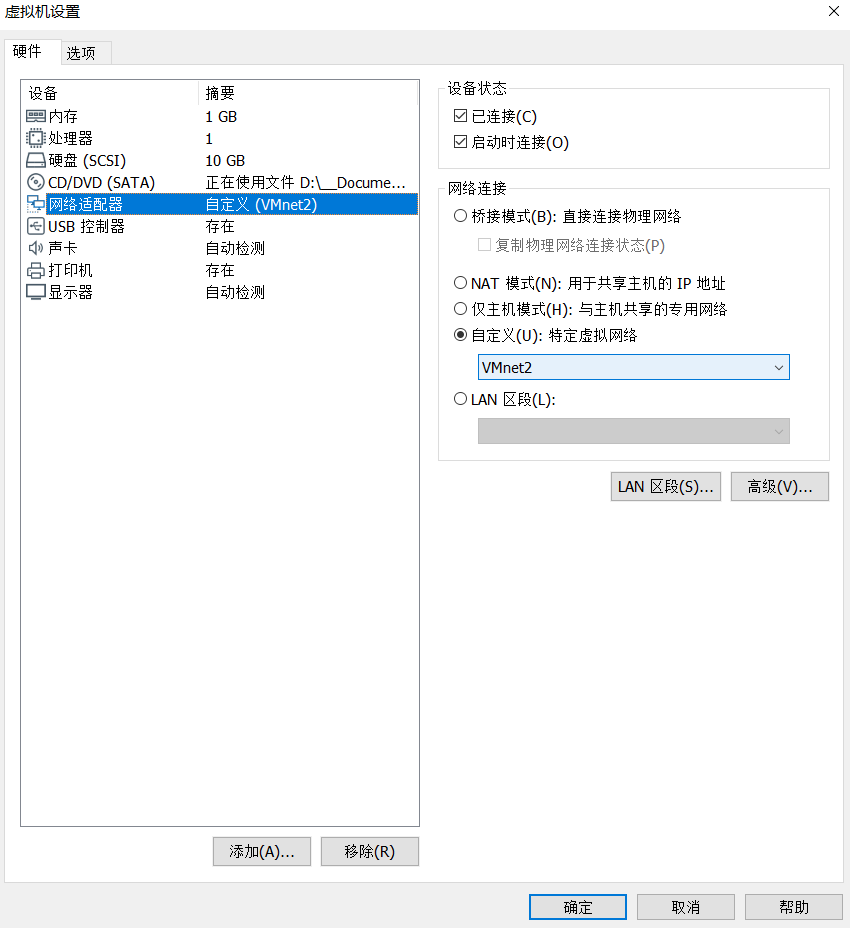 虚拟机设置
硬件 选项
设备 摘要
内存 1 GB
处理器 1
硬盘 (SCSI) 10 GB
CD/DVD (SATA) 正在使用文件 D:\__Docume...
网络适配器 自定义 (VMnet2)
USB 控制器 存在
声卡 自动检测
打印机 存在
显示器 自动检测
添加(A)... 移除(R)
设备状态
已连接(C)
启动时连接(O)
网络连接
桥接模式(B): 直接连接物理网络
复制物理网络连接状态(P)
NAT 模式(N): 用于共享主机的 IP 地址
仅主机模式(H): 与主机共享的专用网络
自定义(U): 特定虚拟网络
VMnet2
LAN 区段(L):
LAN 区段(S)... 高级(V)...
确定 取消 帮助